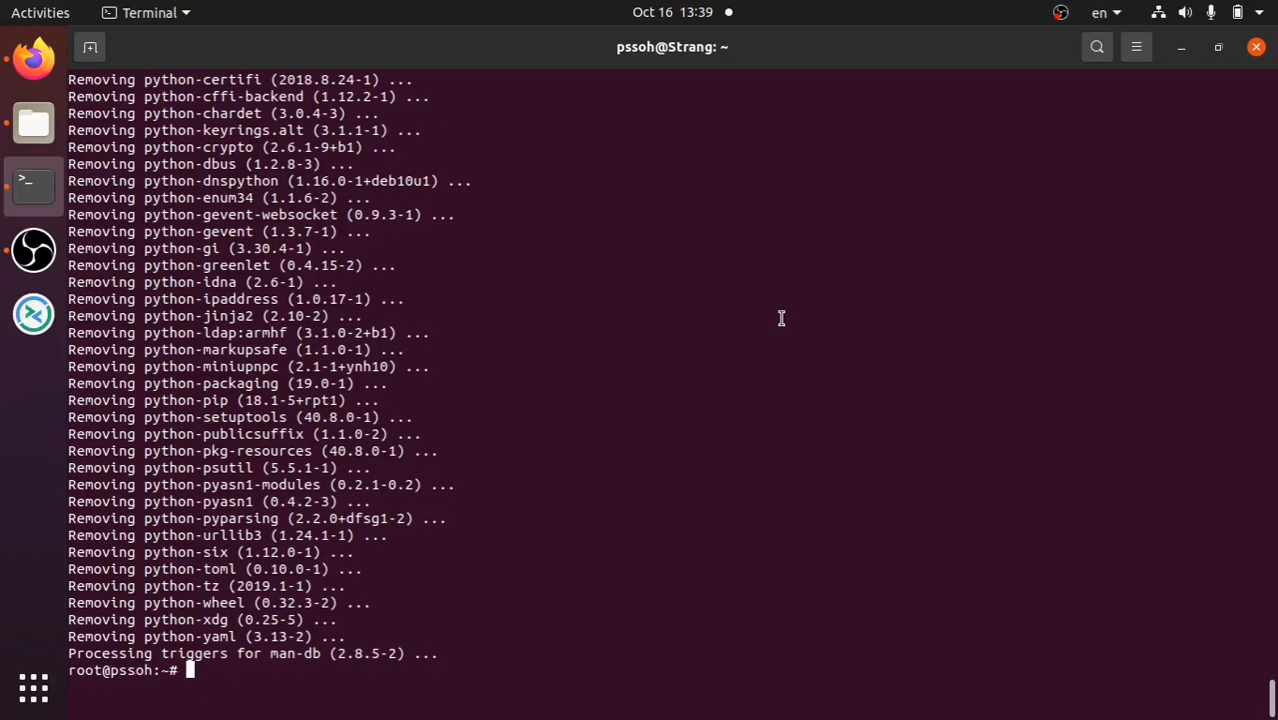 Activities Terminal Oct 16 13:39 en
pssoh@Strang: ~
Removing python-certifi (2018.8.24-1) ...
Removing python-cffi-backend (1.12.2-1) ...
Removing python-chardet (3.0.4-3) ...
Removing python-keyrings.alt (3.1.1-1) ...
Removing python-crypto (2.6.1-9+b1) ...
Removing python-dbus (1.2.8-3) ...
Removing python-dnspython (1.16.0-1+deb10u1) ...
Removing python-enum34 (1.1.6-2) ...
Removing python-gevent-websocket (0.9.3-1) ...
Removing python-gevent (1.3.7-1) ...
Removing python-gi (3.30.4-1) ...
Removing python-greenlet (0.4.15-2) ...
Removing python-idna (2.6-1) ...
Removing python-ipaddress (1.0.17-1) ...
Removing python-jinja2 (2.10-2) ...
Removing python-ldap:armhf (3.1.0-2+b1) ...
Removing python-markupsafe (1.1.0-1) ...
Removing python-miniupnpc (2.1-1+ynh10) ...
Removing python-packaging (19.0-1) ...
Removing python-pip (18.1-5+rpt1) ...
Removing python-setuptools (40.8.0-1) ...
Removing python-publicsuffix (1.1.0-2) ...
Removing python-pkg-resources (40.8.0-1) ...
Removing python-psutil (5.5.1-1) ...
Removing python-pyasn1-modules (0.2.1-0.2) ...
Removing python-pyasn1 (0.4.2-3) ...
Removing python-pyparsing (2.2.0+dfsg1-2) ...
Removing python-urllib3 (1.24.1-1) ...
Removing python-six (1.12.0-1) ...
Removing python-toml (0.10.0-1) ...
Removing python-tz (2019.1-1) ...
Removing python-wheel (0.32.3-2) ...
Removing python-xdg (0.25-5) ...
Removing python-yaml (3.13-2) ...
Processing triggers for man-db (2.8.5-2) ...
root@pssoh:~#